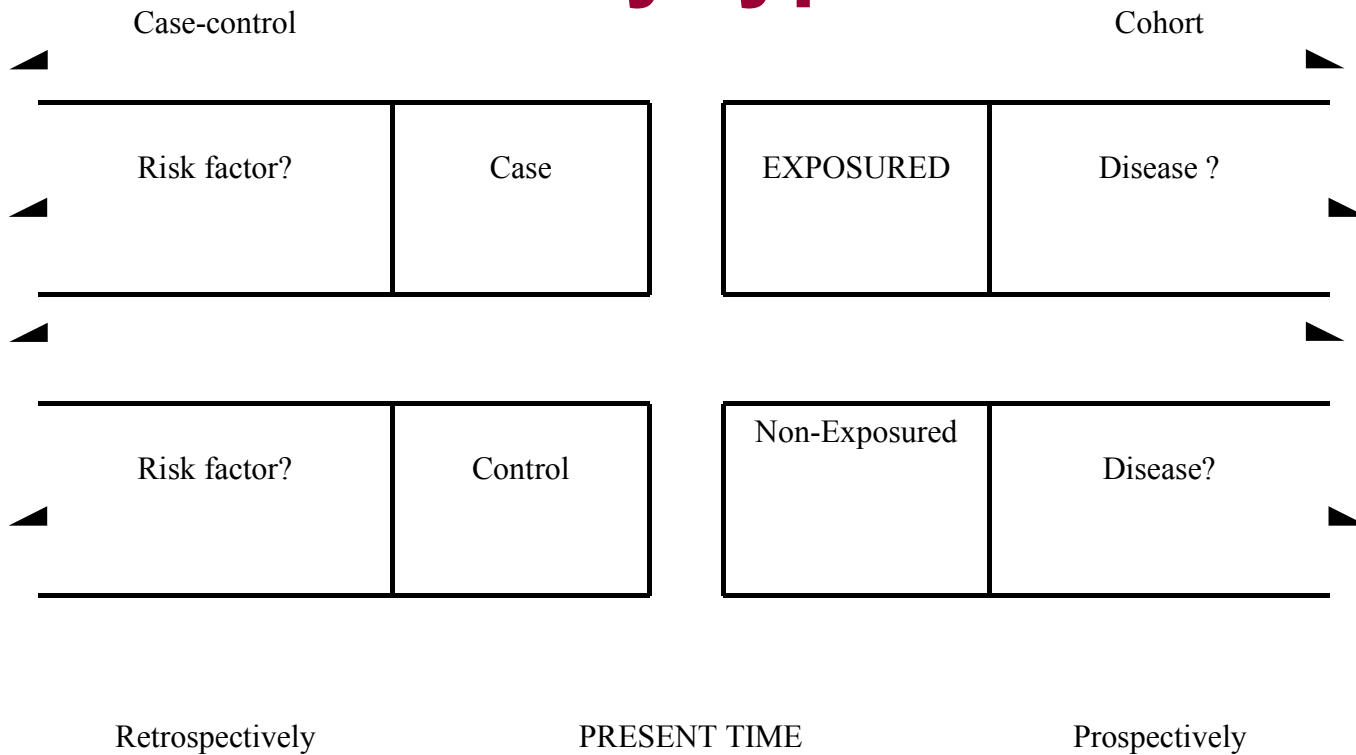 Case-control
Cohort
Risk factor?
Case
EXPOSURED
Disease ?
Risk factor?
Control
Non-Exposured
Disease?
Retrospectively
PRESENT TIME
Prospectively